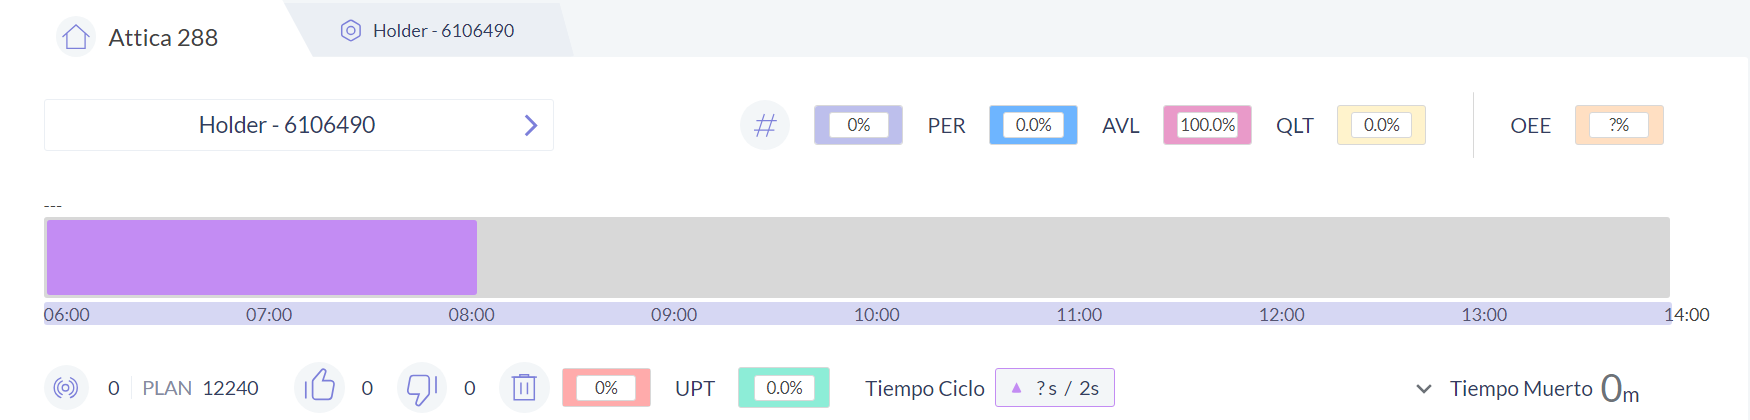 Attica 288
Holder - 6106490
Holder - 6106490
# 0% PER 0.0% AVL 100.0% QLT 0.0% OEE ?%
---
06:00 07:00 08:00 09:00 10:00 11:00 12:00 13:00 14:00
0 PLAN 12240 0 0 0% UPT 0.0% Tiempo Ciclo ? s / 2s Tiempo Muerto 0m